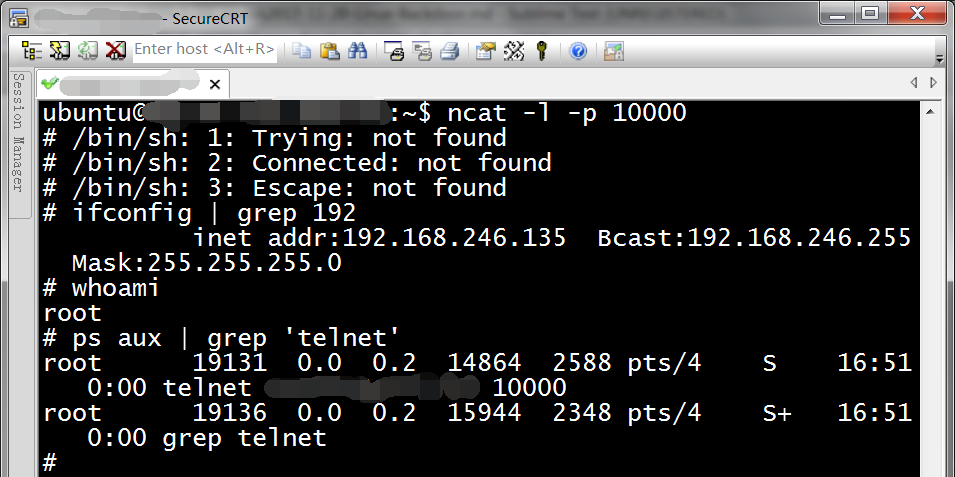 - SecureCRT
Enter host <Alt+R>
Session Manager
ubuntu@ :~$ ncat -l -p 10000
# /bin/sh: 1: Trying: not found
# /bin/sh: 2: Connected: not found
# /bin/sh: 3: Escape: not found
# ifconfig | grep 192
inet addr:192.168.246.135 Bcast:192.168.246.255
Mask:255.255.255.0
# whoami
root
# ps aux | grep 'telnet'
root 19131 0.0 0.2 14864 2588 pts/4 S 16:51
0:00 telnet 10000
root 19136 0.0 0.2 15944 2348 pts/4 S+ 16:51
0:00 grep telnet
#